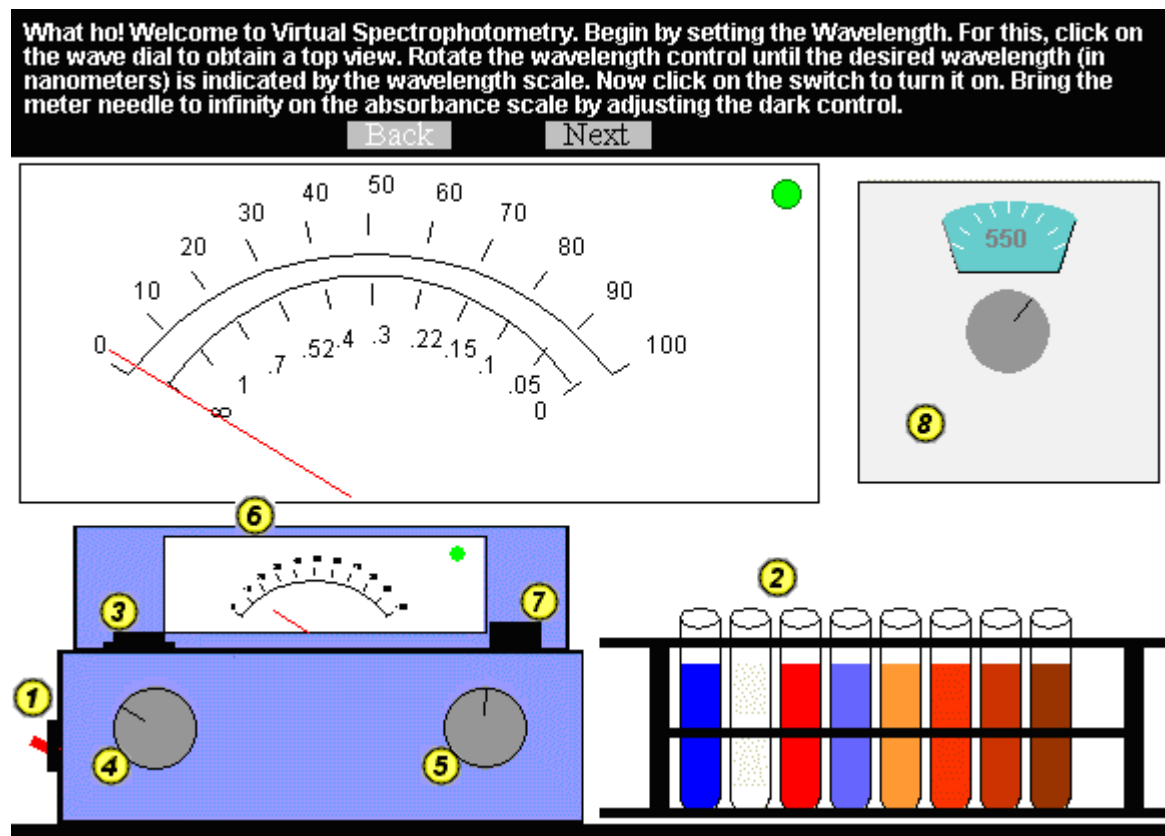 What ho! Welcome to Virtual Spectrophotometry. Begin by setting the Wavelength. For this, click on
the wave dial to obtain a top view. Rotate the wavelength control until the desired wavelength (in
nanometers) is indicated by the wavelength scale. Now click on the switch to turn it on. Bring the
meter needle to infinity on the absorbance scale by adjusting the dark control.
Back Next
0 10 20 30 40 50 60 70 80 90 100
∞ 1 .7 .52 .4 .3 .22 .15 .1 .05 0
550
8
6
3
7
1
4
5
2